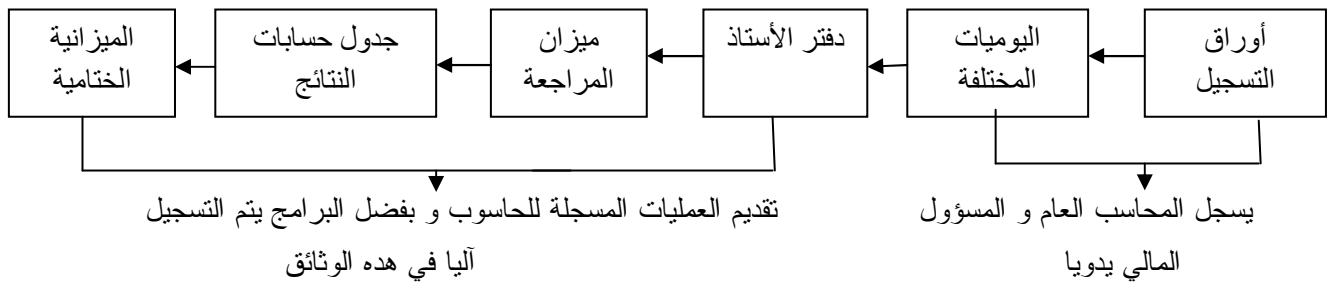 أوراق
التسجيل
اليوميات
المختلفة
دفتر الأستاذ
ميزان
المراجعة
جدول حسابات
النتائج
الميزانية
الختامية
يسجل المحاسب العام و المسؤول
المالي يدويا
تقديم العمليات المسجلة للحاسوب و بفضل البرامج يتم التسجيل
آليا في هده الوثائق